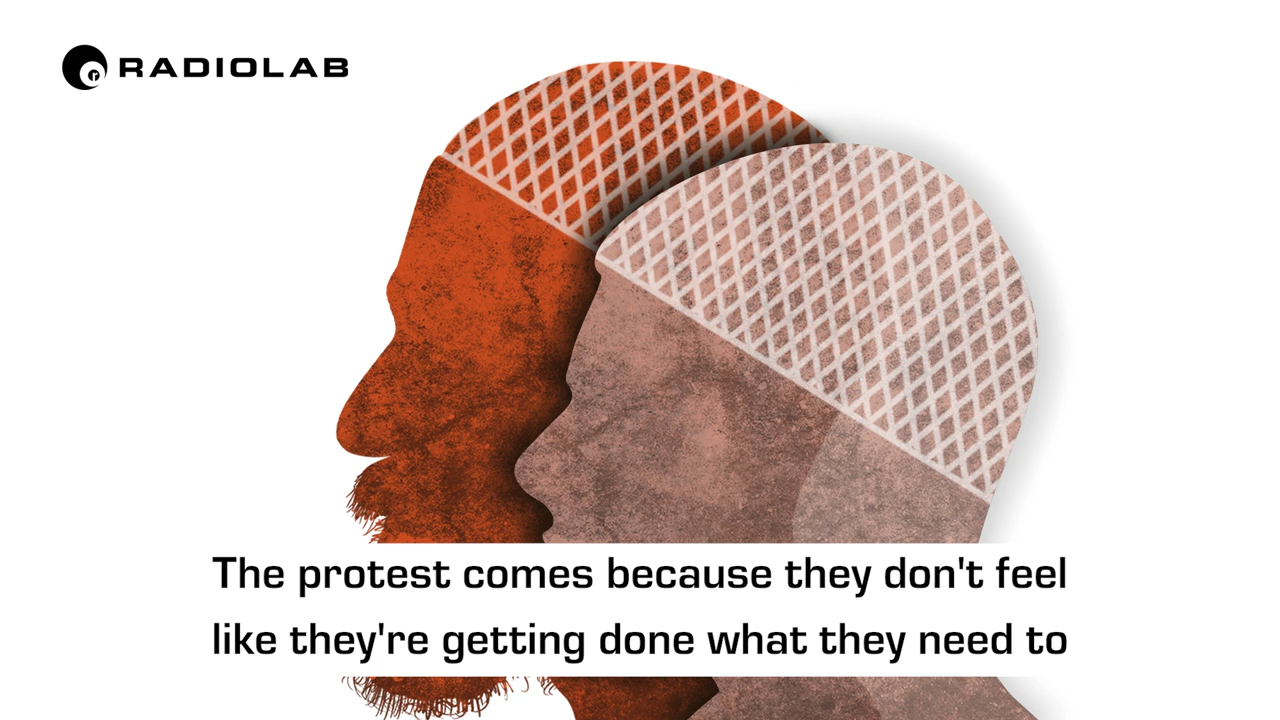 RADIOLAB
The protest comes because they don't feel
like they're getting done what they need to